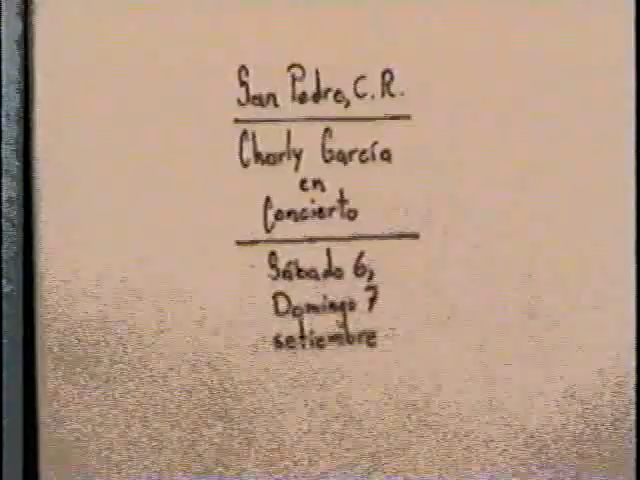 San Pedro, C.R.
Charly García
en
Concierto
Sábado 6,
Domingo 7
setiembre